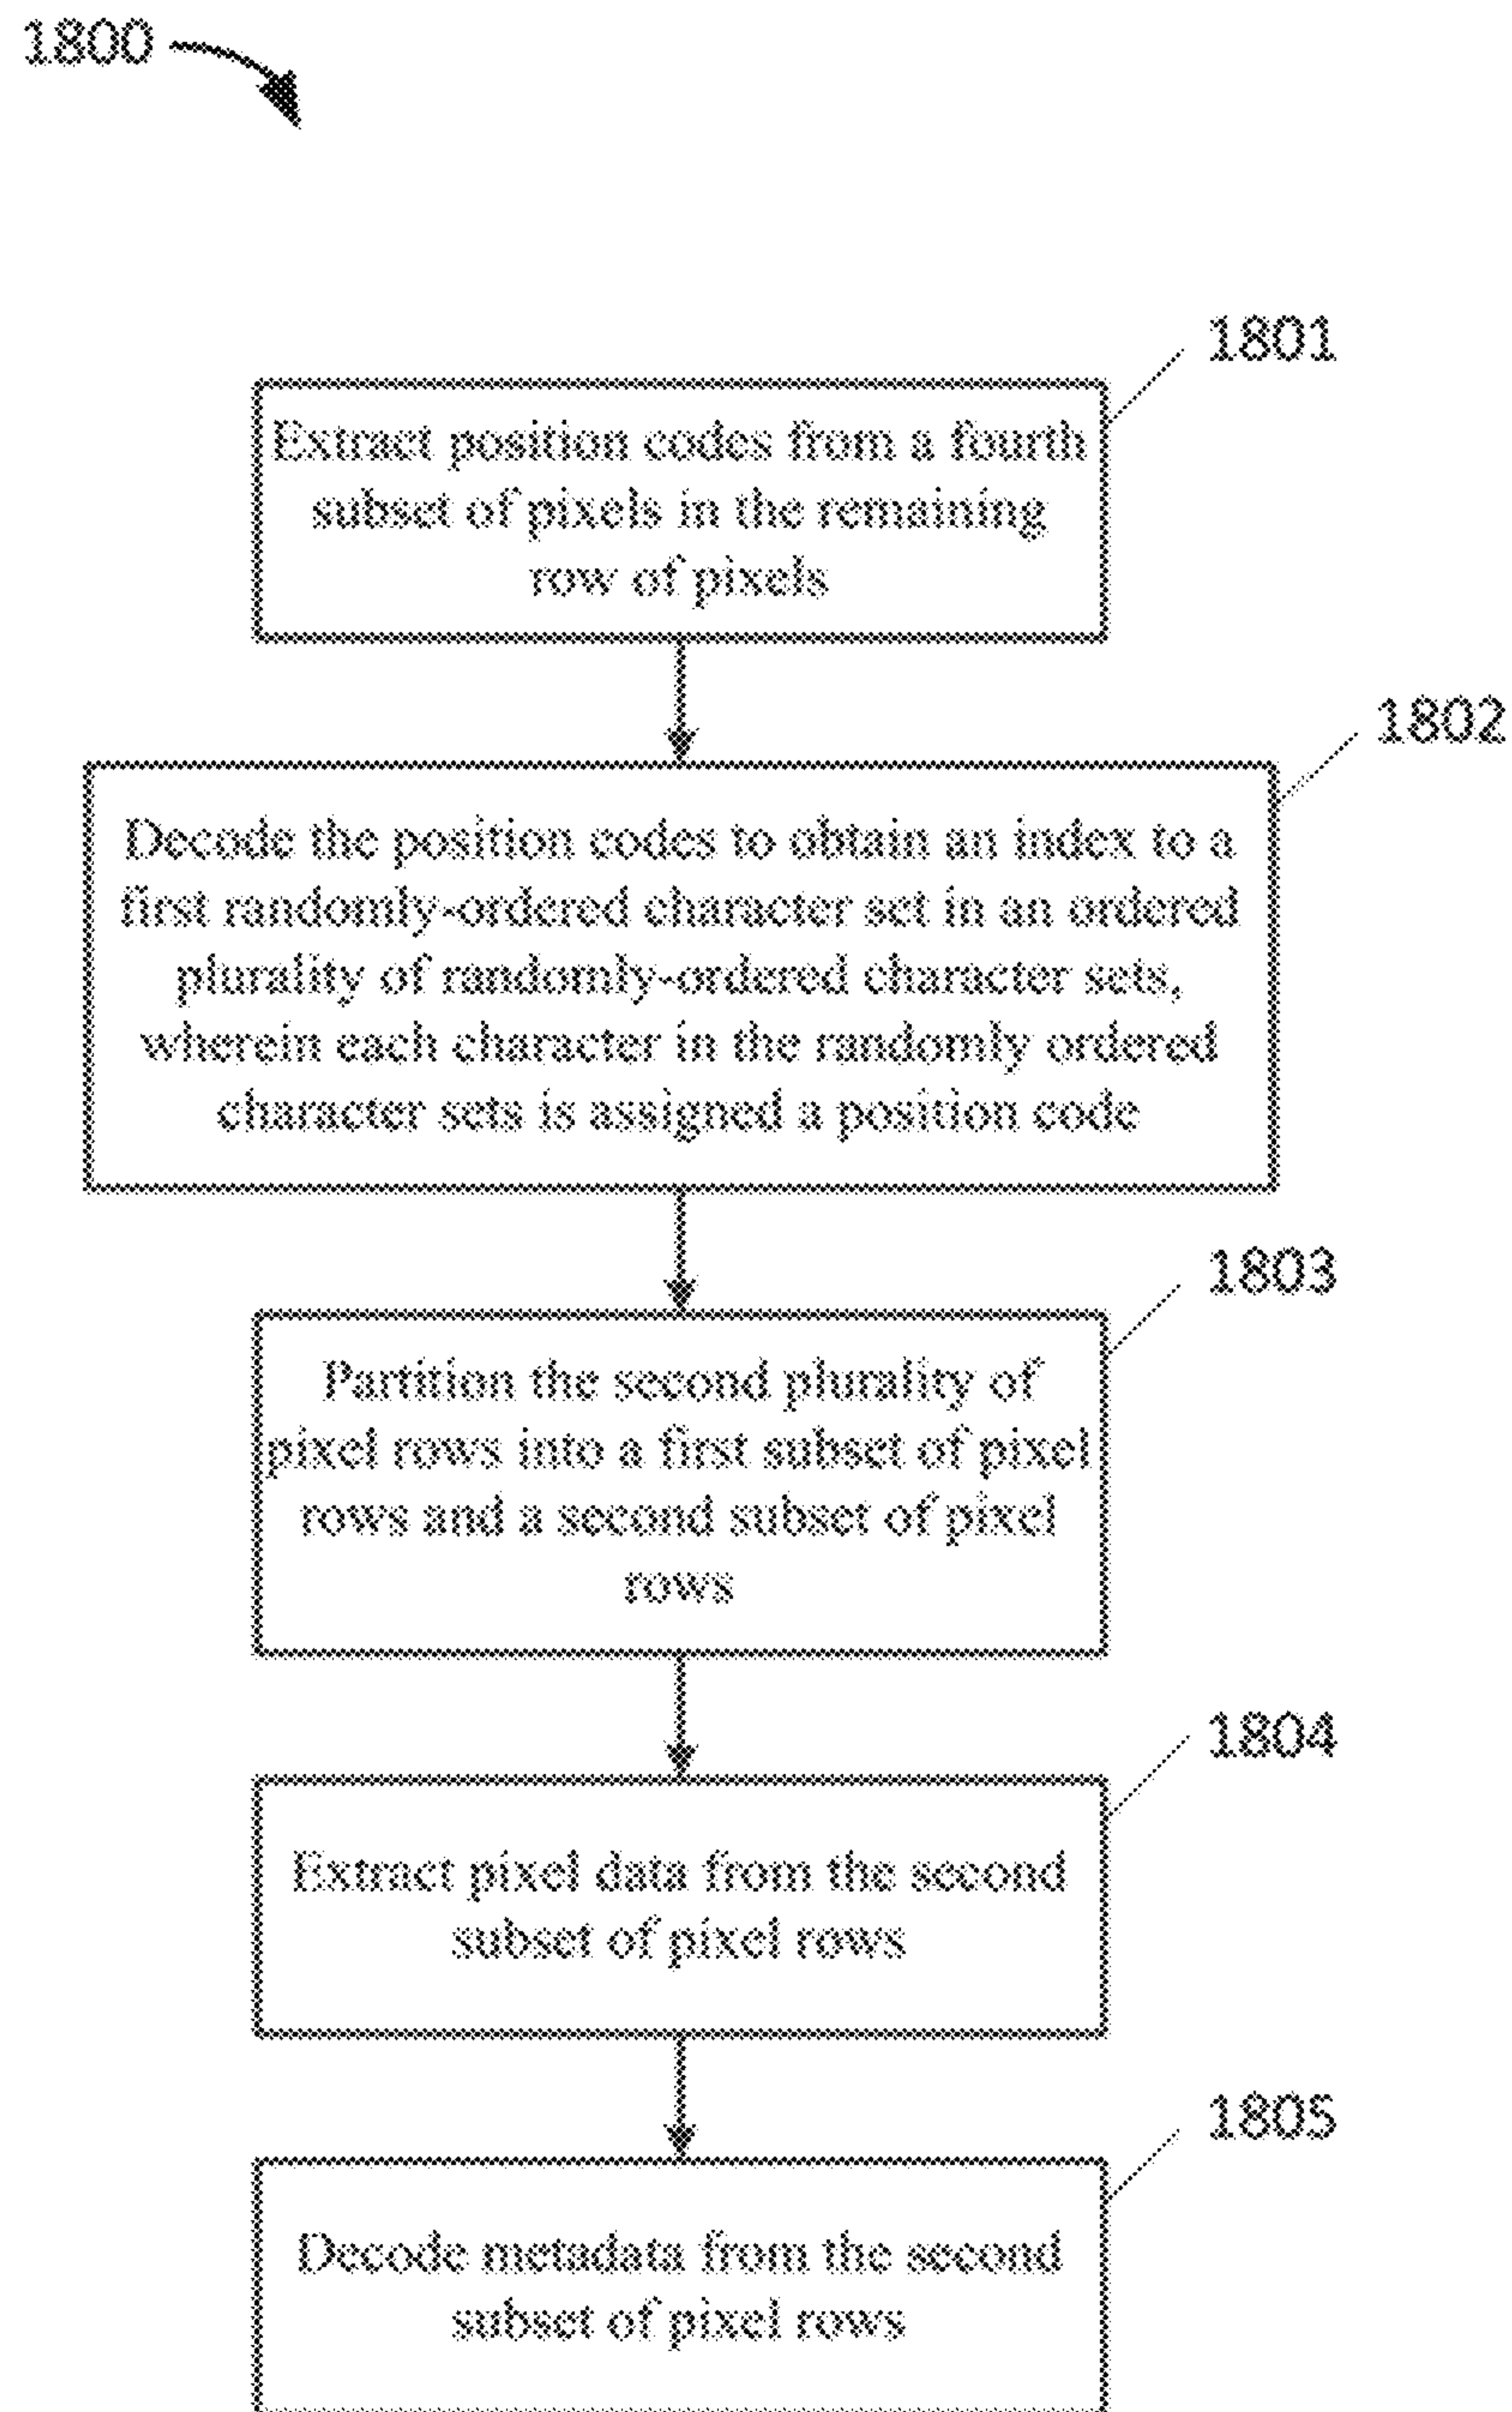 1800
1801
Extract position codes from a fourth
subset of pixels in the remaining
row of pixels
1802
Decode the position codes to obtain an index to a
first randomly-ordered character set in an ordered
plurality of randomly-ordered character sets,
wherein each character in the randomly ordered
character sets is assigned a position code
1803
Partition the second plurality of
pixel rows into a first subset of pixel
rows and a second subset of pixel
rows
1804
Extract pixel data from the second
subset of pixel rows
1805
Decode metadata from the second
subset of pixel rows